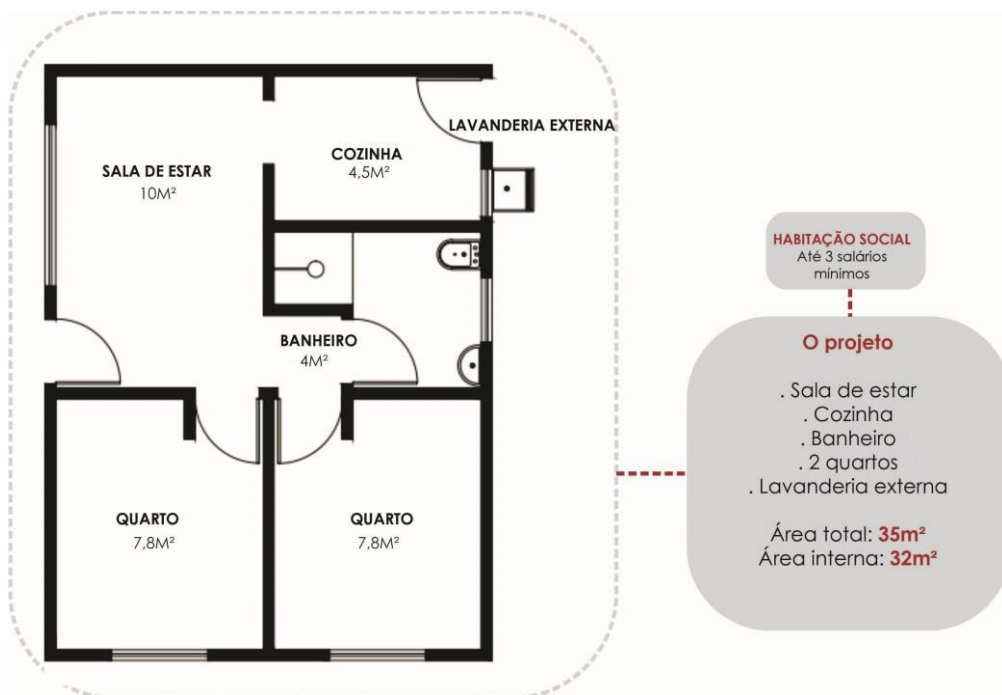 LAVANDERIA EXTERNA
COZINHA
4,5M²
SALA DE ESTAR
10M²
BANHEIRO
4M²
QUARTO
7,8M²
QUARTO
7,8M²
HABITAÇÃO SOCIAL
Até 3 salários
mínimos
O projeto
. Sala de estar
. Cozinha
. Banheiro
. 2 quartos
. Lavanderia externa
Área total: 35m²
Área interna: 32m²